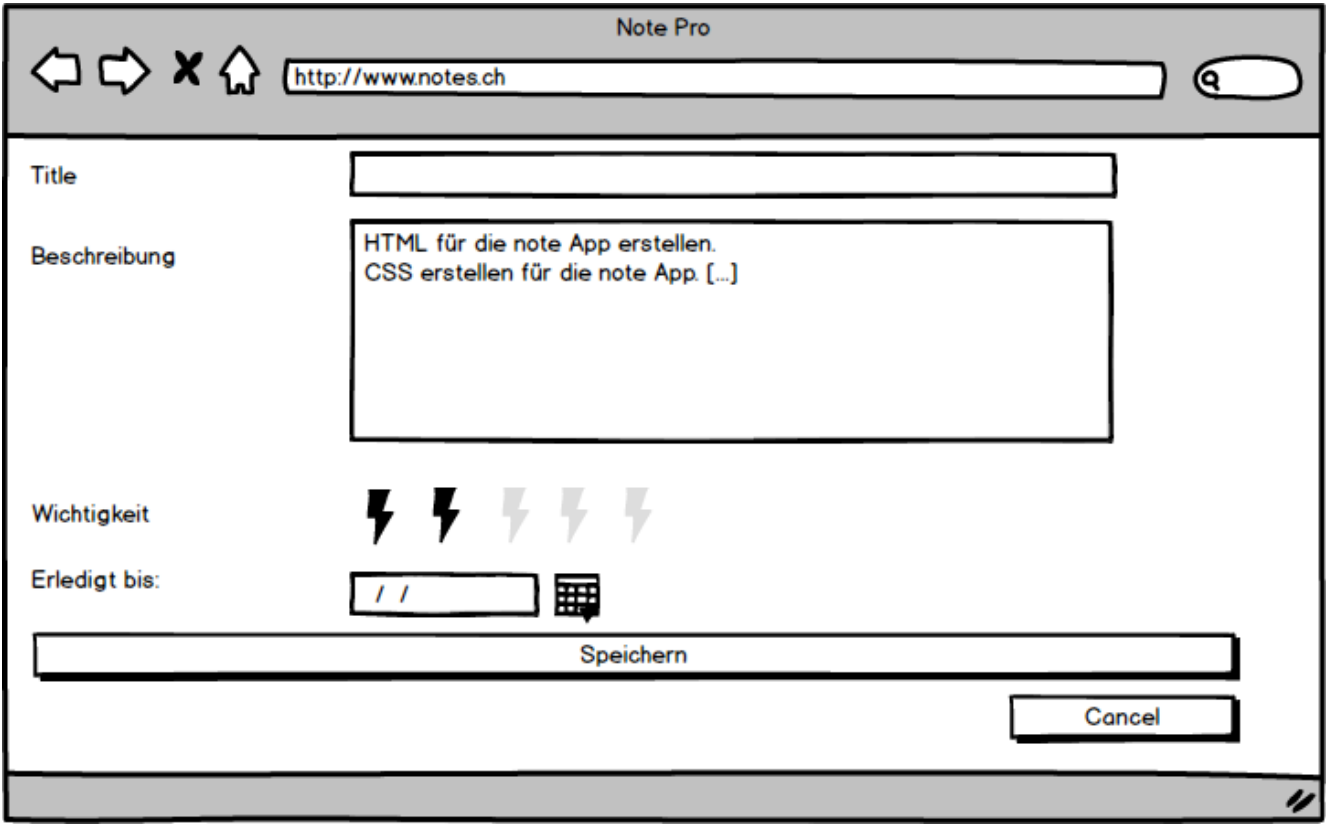 Note Pro
http://www.notes.ch
Title
Beschreibung
HTML für die note App erstellen.
CSS erstellen für die note App. [...]
Wichtigkeit
Erledigt bis:
/ /
Speichern
Cancel